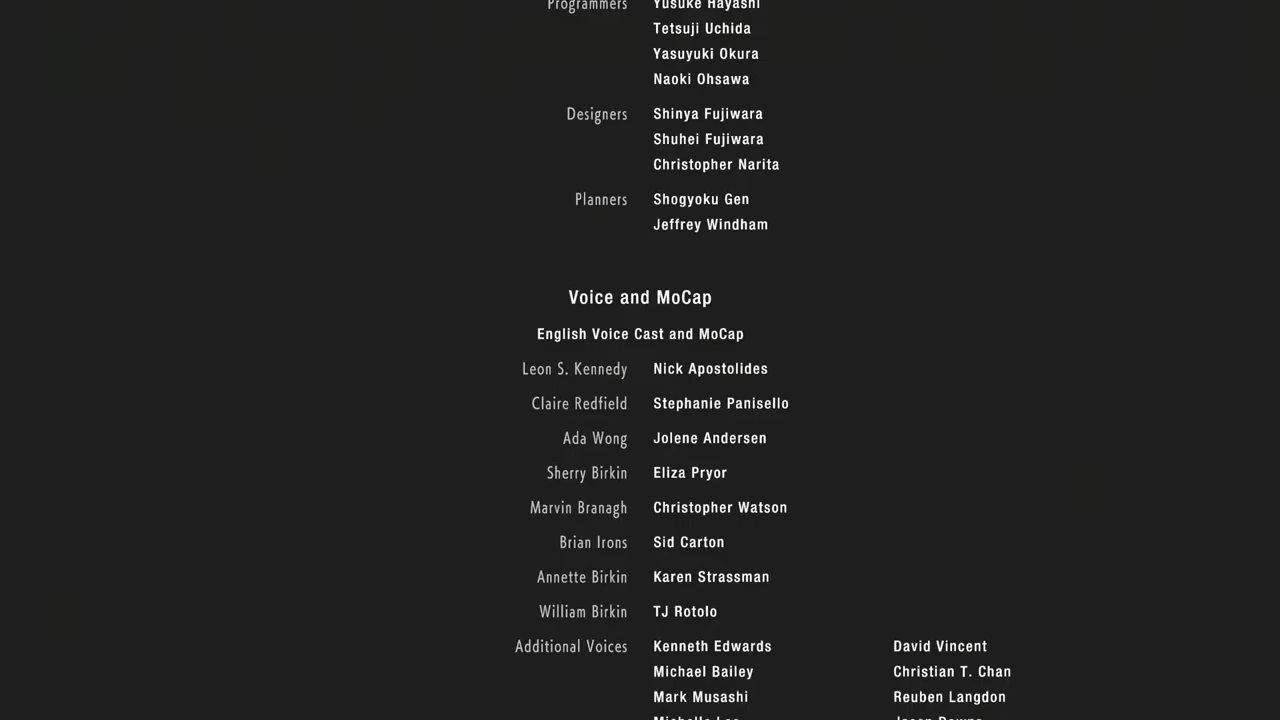 Programmers Yusuke Hayashi
Tetsuji Uchida
Yasuyuki Okura
Naoki Ohsawa
Designers Shinya Fujiwara
Shuhei Fujiwara
Christopher Narita
Planners Shogyoku Gen
Jeffrey Windham
Voice and MoCap
English Voice Cast and MoCap
Leon S. Kennedy Nick Apostolides
Claire Redfield Stephanie Panisello
Ada Wong Jolene Andersen
Sherry Birkin Eliza Pryor
Marvin Branagh Christopher Watson
Brian Irons Sid Carton
Annette Birkin Karen Strassman
William Birkin TJ Rotolo
Additional Voices Kenneth Edwards David Vincent
Michael Bailey Christian T. Chan
Mark Musashi Reuben Langdon